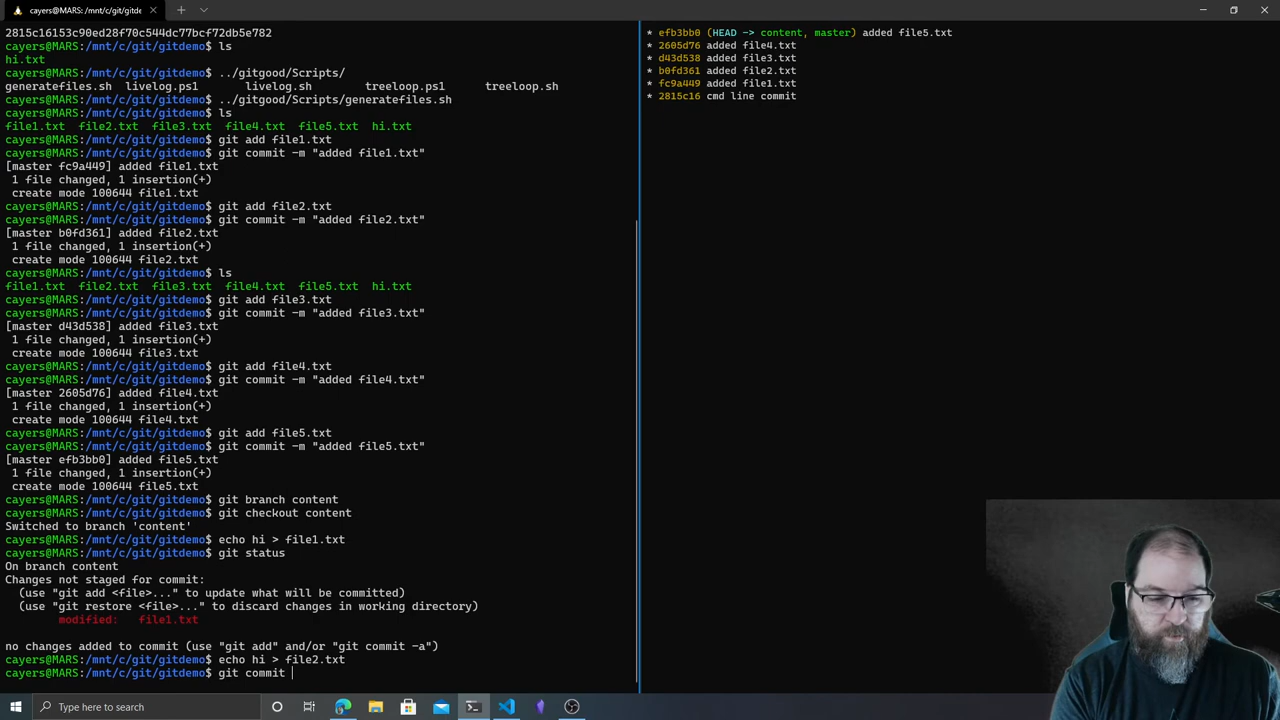 cayers@MARS: /mnt/c/git/gitde
2815c16153c90ed28f70c544dc77bcf72db5e782
cayers@MARS:/mnt/c/git/gitdemo$ ls
hi.txt
cayers@MARS:/mnt/c/git/gitdemo$ ../gitgood/Scripts/
generatefiles.sh  livelog.ps1       livelog.sh        treeloop.ps1      treeloop.sh
cayers@MARS:/mnt/c/git/gitdemo$ ../gitgood/Scripts/generatefiles.sh
cayers@MARS:/mnt/c/git/gitdemo$ ls
file1.txt  file2.txt  file3.txt  file4.txt  file5.txt  hi.txt
cayers@MARS:/mnt/c/git/gitdemo$ git add file1.txt
cayers@MARS:/mnt/c/git/gitdemo$ git commit -m "added file1.txt"
[master fc9a449] added file1.txt
 1 file changed, 1 insertion(+)
 create mode 100644 file1.txt
cayers@MARS:/mnt/c/git/gitdemo$ git add file2.txt
cayers@MARS:/mnt/c/git/gitdemo$ git commit -m "added file2.txt"
[master b0fd361] added file2.txt
 1 file changed, 1 insertion(+)
 create mode 100644 file2.txt
cayers@MARS:/mnt/c/git/gitdemo$ ls
file1.txt  file2.txt  file3.txt  file4.txt  file5.txt  hi.txt
cayers@MARS:/mnt/c/git/gitdemo$ git add file3.txt
cayers@MARS:/mnt/c/git/gitdemo$ git commit -m "added file3.txt"
[master d43d538] added file3.txt
 1 file changed, 1 insertion(+)
 create mode 100644 file3.txt
cayers@MARS:/mnt/c/git/gitdemo$ git add file4.txt
cayers@MARS:/mnt/c/git/gitdemo$ git commit -m "added file4.txt"
[master 2605d76] added file4.txt
 1 file changed, 1 insertion(+)
 create mode 100644 file4.txt
cayers@MARS:/mnt/c/git/gitdemo$ git add file5.txt
cayers@MARS:/mnt/c/git/gitdemo$ git commit -m "added file5.txt"
[master efb3bb0] added file5.txt
 1 file changed, 1 insertion(+)
 create mode 100644 file5.txt
cayers@MARS:/mnt/c/git/gitdemo$ git branch content
cayers@MARS:/mnt/c/git/gitdemo$ git checkout content
Switched to branch 'content'
cayers@MARS:/mnt/c/git/gitdemo$ echo hi > file1.txt
cayers@MARS:/mnt/c/git/gitdemo$ git status
On branch content
Changes not staged for commit:
  (use "git add <file>..." to update what will be committed)
  (use "git restore <file>..." to discard changes in working directory)
        modified:   file1.txt
no changes added to commit (use "git add" and/or "git commit -a")
cayers@MARS:/mnt/c/git/gitdemo$ echo hi > file2.txt
cayers@MARS:/mnt/c/git/gitdemo$ git commit
* efb3bb0 (HEAD -> content, master) added file5.txt
* 2605d76 added file4.txt
* d43d538 added file3.txt
* b0fd361 added file2.txt
* fc9a449 added file1.txt
* 2815c16 cmd line commit
Type here to search